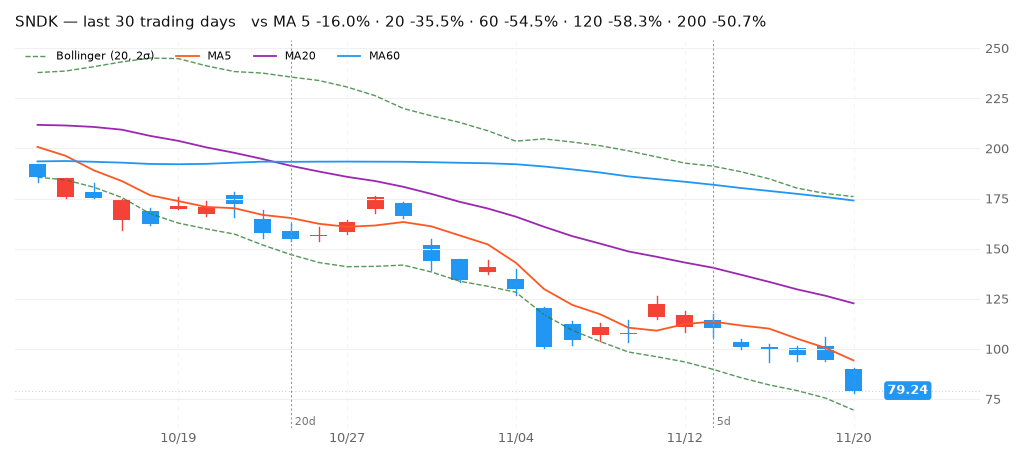 SNDK — last 30 trading days   vs MA 5 -16.0% · 20 -35.5% · 60 -54.5% · 120 -58.3% · 200 -50.7%
Bollinger (20, 2σ)   MA5   MA20   MA60
250
225
200
175
150
125
100
75
79.24
20d
5d
10/19   10/27   11/04   11/12   11/20